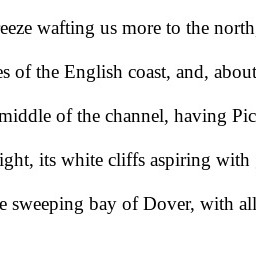 eeze wafting us more to the north
es of the English coast, and, about
middle of the channel, having Pic
ight, its white cliffs aspiring with
e sweeping bay of Dover, with all